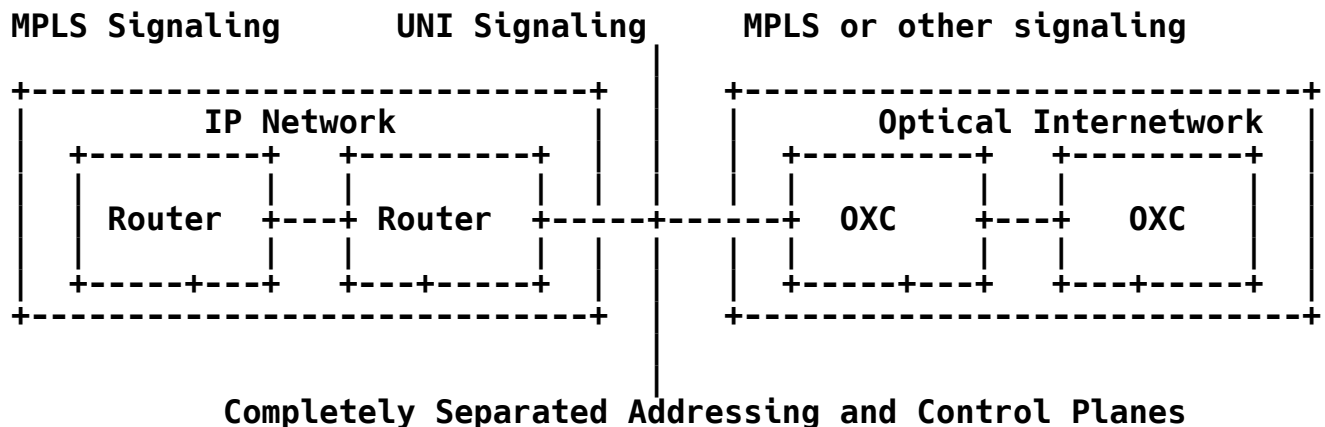 MPLS Signaling UNI Signaling MPLS or other signaling
IP Network Optical Internetwork
Router Router OXC OXC
Completely Separated Addressing and Control Planes